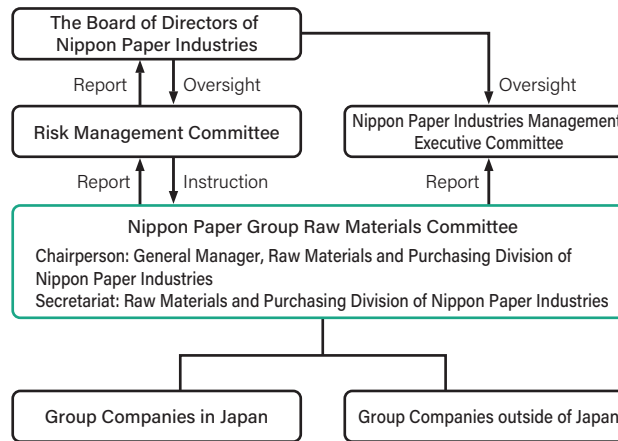 The Board of Directors of
Nippon Paper Industries
Report
Oversight
Oversight
Risk Management Committee
Nippon Paper Industries Management
Executive Committee
Report
Instruction
Report
Nippon Paper Group Raw Materials Committee
Chairperson: General Manager, Raw Materials and Purchasing Division of
Nippon Paper Industries
Secretariat: Raw Materials and Purchasing Division of Nippon Paper Industries
Group Companies in Japan
Group Companies outside of Japan